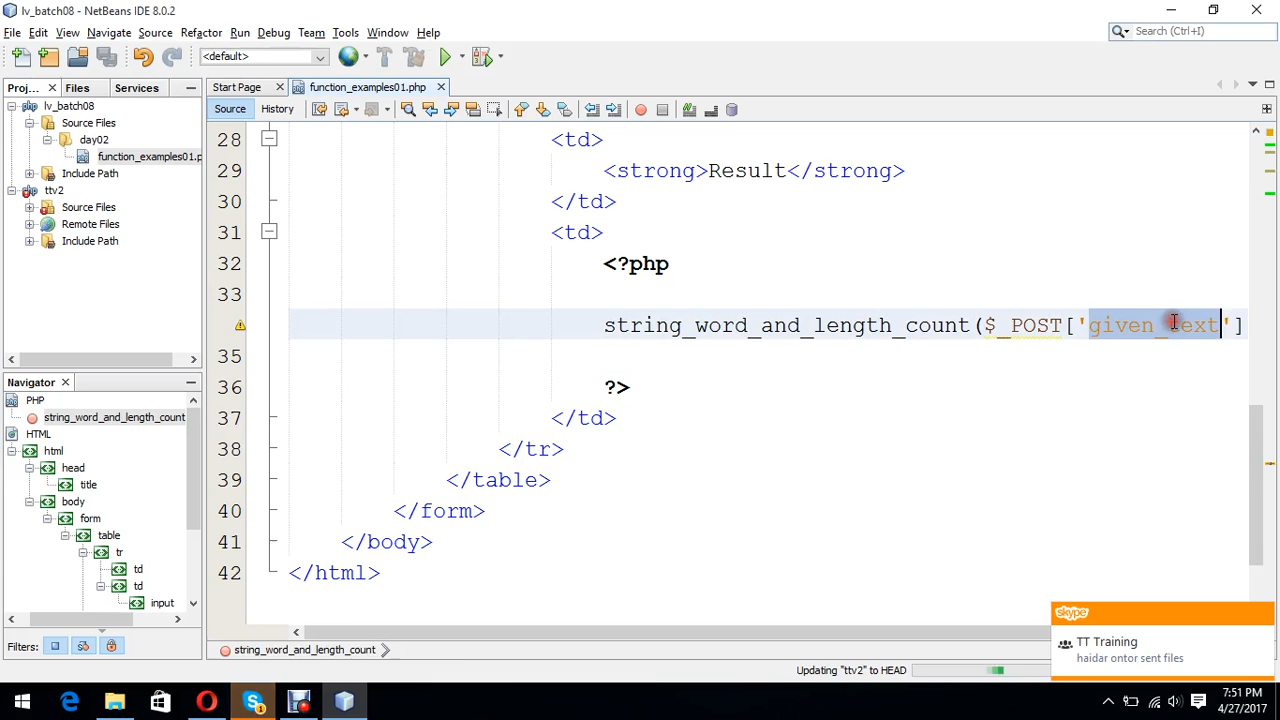 lv_batch08 - NetBeans IDE 8.0.2
File Edit View Navigate Source Refactor Run Debug Team Tools Window Help
Search (Ctrl+I)
<default>
Proj... Files Services
Start Page function_examples01.php
lv_batch08
Source Files
day02
function_examples01.p
Include Path
ttv2
Source Files
Remote Files
Include Path
Source History
28 <td>
29 <strong>Result</strong>
30 </td>
31 <td>
32 <?php
33
string_word_and_length_count($_POST['given_text']
35
36 ?>
37 </td>
38 </tr>
39 </table>
40 </form>
41 </body>
42 </html>
Navigator
PHP
string_word_and_length_count
HTML
html
head
title
body
form
table
tr
td
td
input
Filters:
string_word_and_length_count
skype
TT Training
haidar ontor sent files
Updating "ttv2" to HEAD
7:51 PM
4/27/2017